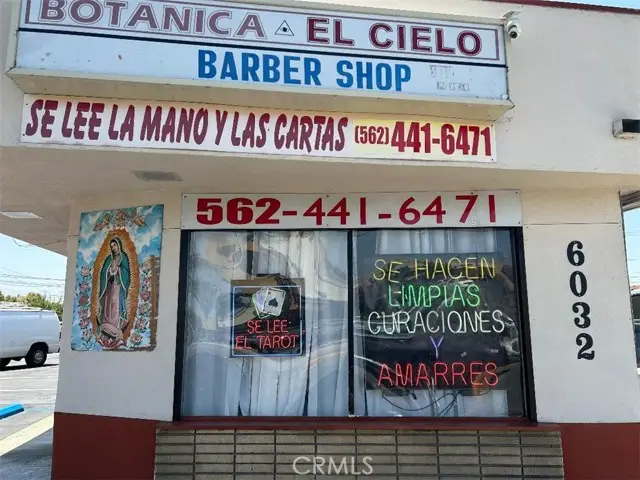 BOTANICA EL CIELO
BARBER SHOP
SE LEE LA MANO Y LAS CARTAS (562) 441-6471
562-441-6471
SE LEE
EL TAROT
SE HACEN
LIMPIAS
CURACIONES
Y
AMARRES
6032
CRMLS